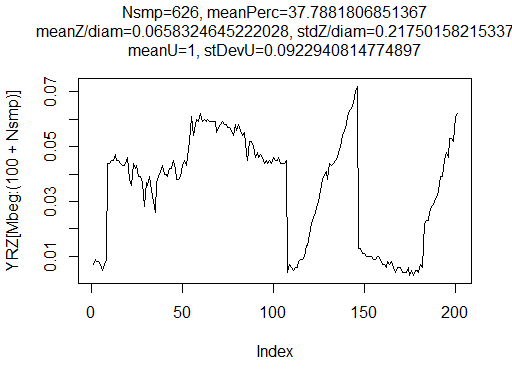 Nsmp=626, meanPerc=37.7881806851367
meanZ/diam=0.0658324645222028, stdZ/diam=0.21750158215337
meanU=1, stDevU=0.0922940814774897
YRZ[Mbeg:(100 + Nsmp)]
0.07
0.05
0.03
0.01
0 50 100 150 200
Index